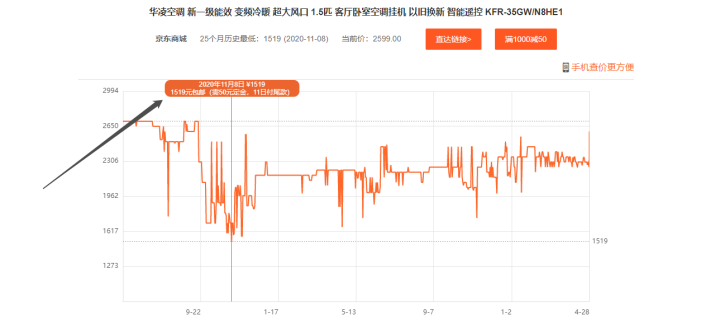 华凌空调 新一级能效 变频冷暖 超大风口 1.5匹 客厅卧室空调挂机 以旧换新 智能遥控 KFR-35GW/N8HE1
京东商城 25个月历史最低：1519 (2020-11-08) 当前价：2599.00 直达链接> 满1000减50
手机查价更方便
2020年11月8日 ¥1519
1519元包邮 (需50元定金，11日付尾款)
2994
2650
2306
1962
1617
1273
1519
9-22 1-17 5-13 9-7 1-2 4-28